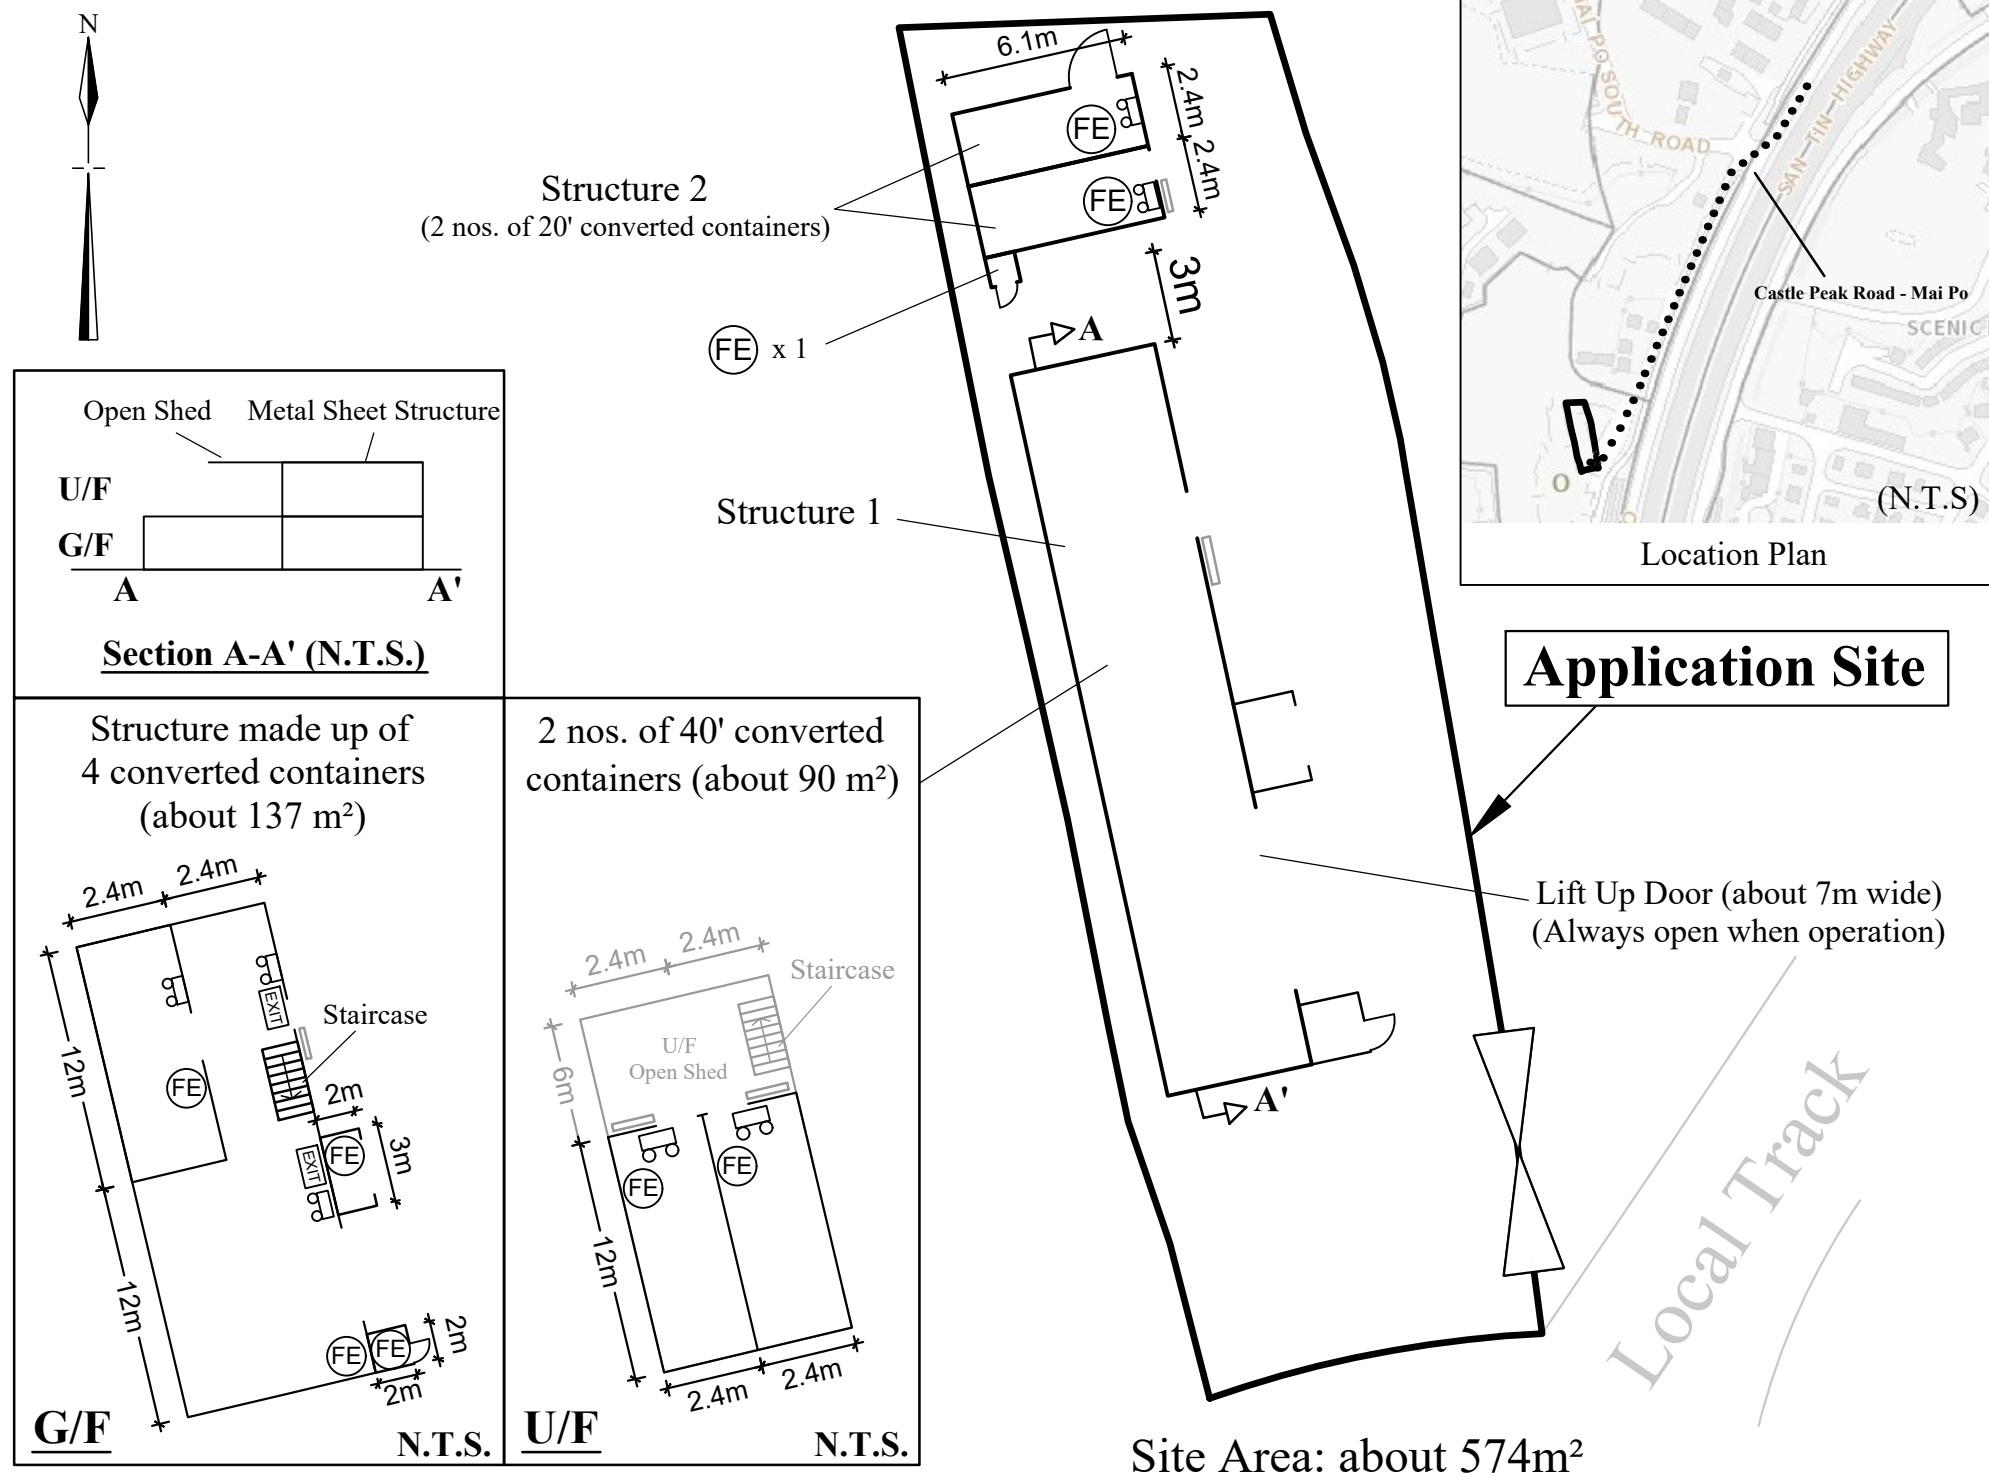 N
6.1m
2.4m
2.4m
FE
FE
Structure 2
(2 nos. of 20' converted containers)
3m
FE x 1
A
Structure 1
A'
MAI PO SOUTH ROAD
SAN TIN HIGHWAY
Castle Peak Road - Mai Po
SCENIC
(N.T.S)
Location Plan
Open Shed Metal Sheet Structure
U/F
G/F
A A'
Section A-A' (N.T.S.)
Application Site
Structure made up of
4 converted containers
(about 137 m²)
2.4m 2.4m
12m
12m
EXIT
Staircase
FE
2m
FE
3m
EXIT
FE
FE
2m
2m
G/F
N.T.S.
2 nos. of 40' converted
containers (about 90 m²)
2.4m 2.4m
Staircase
U/F
Open Shed
6m
12m
FE
FE
2.4m 2.4m
U/F
N.T.S.
Lift Up Door (about 7m wide)
(Always open when operation)
Local Track
Site Area: about 574m²